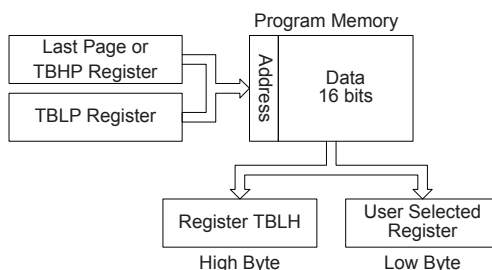 Program Memory
Last Page or
TBHP Register
TBLP Register
Address
Data
16 bits
Register TBLH
User Selected
Register
High Byte
Low Byte